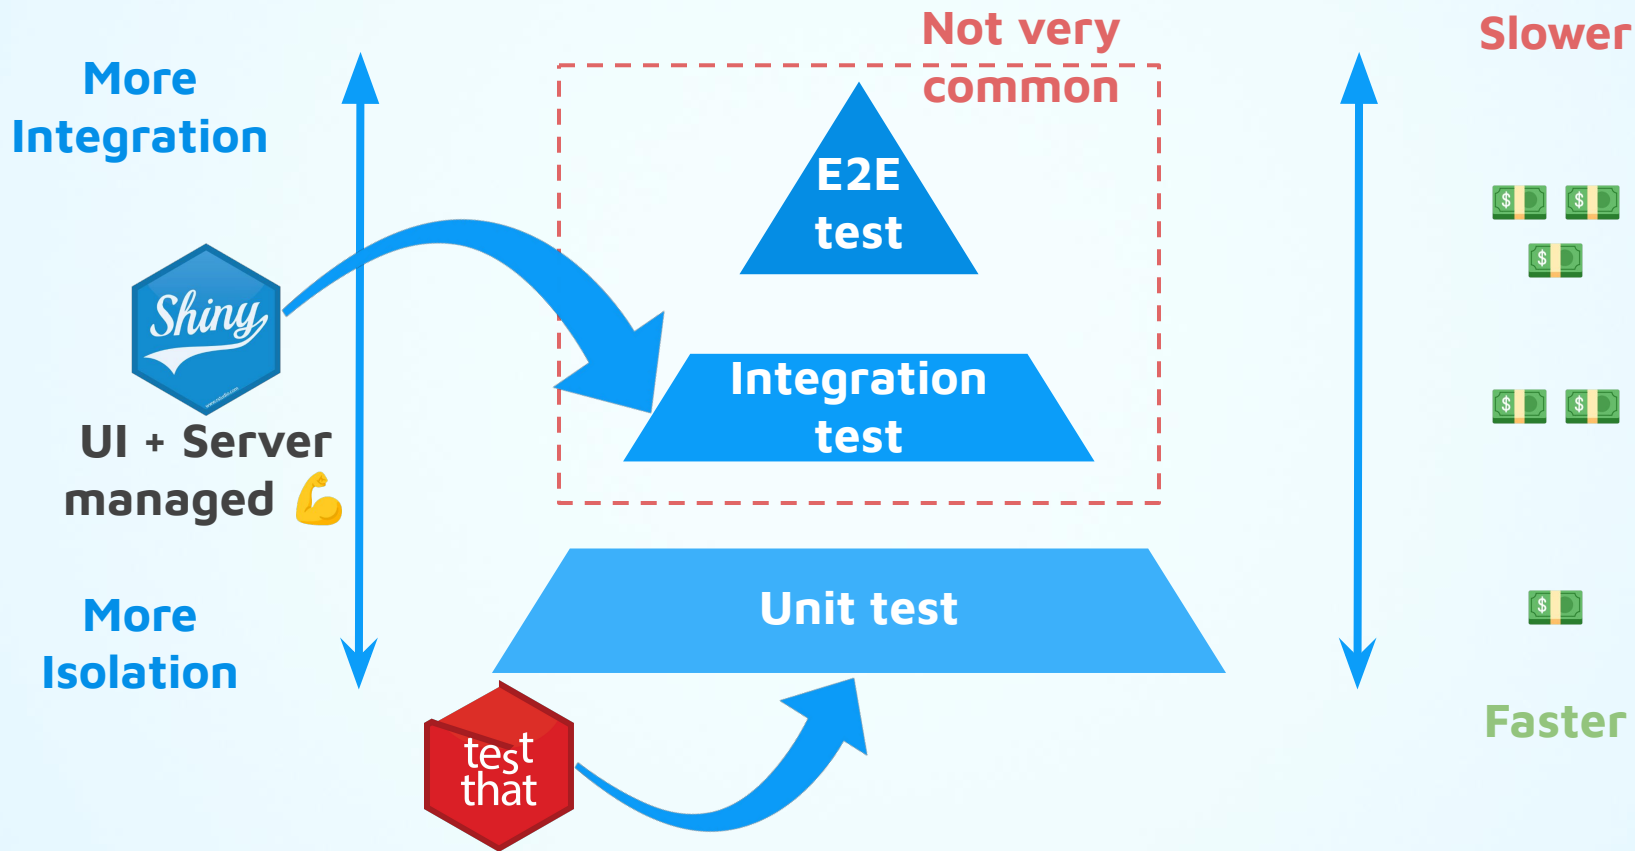 Not very
common
Slower
More
Integration
E2E
test
Shiny
Integration
test
UI + Server
managed 💪
More
Isolation
Unit test
Faster
test
that